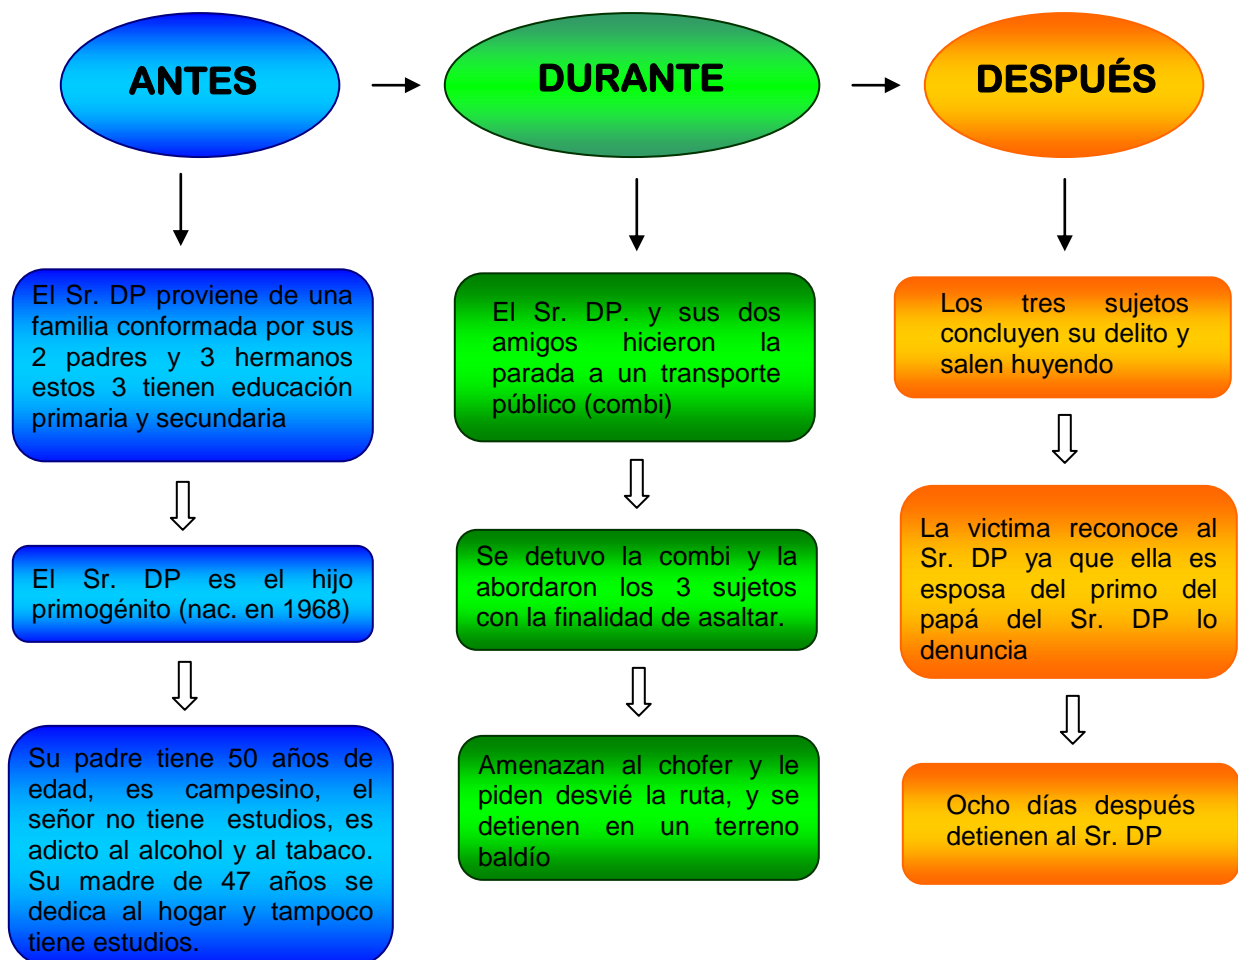 ANTES
DURANTE
DESPUÉS
El Sr. DP proviene de una
familia conformada por sus
2 padres y 3 hermanos
estos 3 tienen educación
primaria y secundaria
El Sr. DP es el hijo
primogénito (nac. en 1968)
Su padre tiene 50 años de
edad, es campesino, el
señor no tiene estudios, es
adicto al alcohol y al tabaco.
Su madre de 47 años se
dedica al hogar y tampoco
tiene estudios.
El Sr. DP. y sus dos
amigos hicieron la
parada a un transporte
público (combi)
Se detuvo la combi y la
abordaron los 3 sujetos
con la finalidad de asaltar.
Amenazan al chofer y le
piden desvié la ruta, y se
detienen en un terreno
baldío
Los tres sujetos
concluyen su delito y
salen huyendo
La victima reconoce al
Sr. DP ya que ella es
esposa del primo del
papá del Sr. DP lo
denuncia
Ocho días después
detienen al Sr. DP